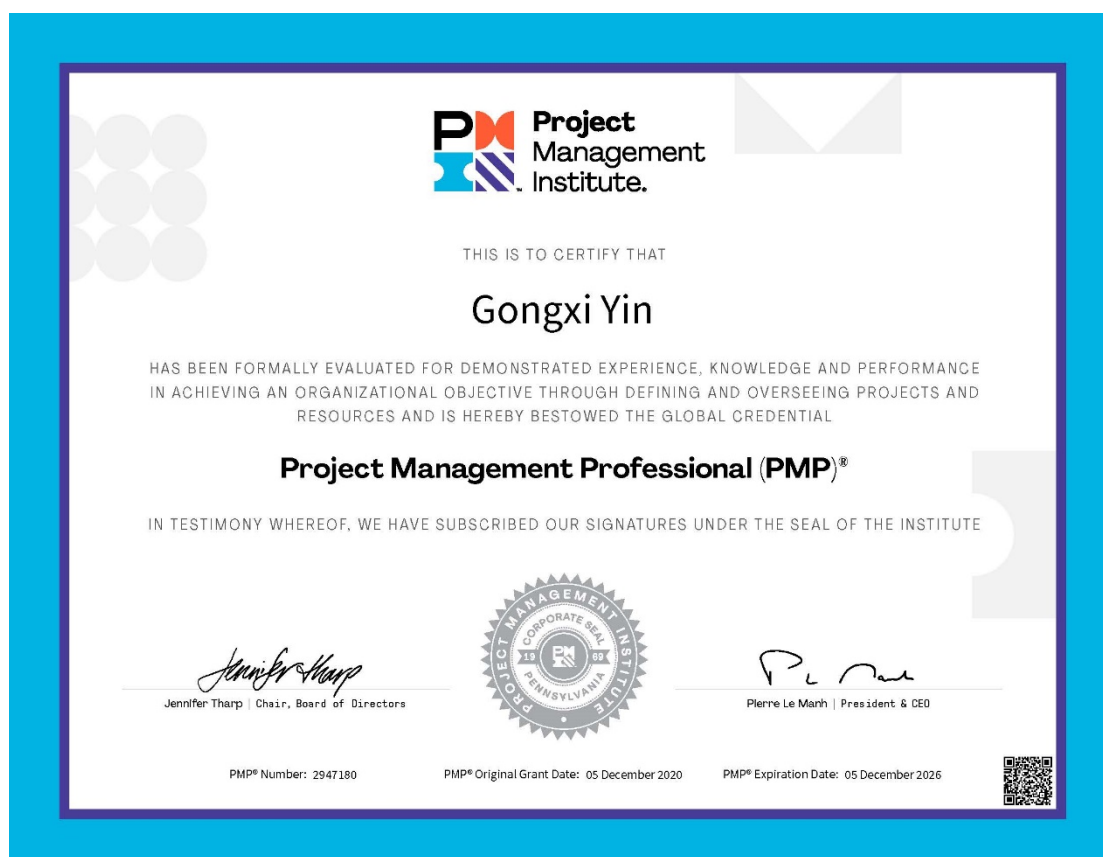 PM
Project
Management
Institute.
THIS IS TO CERTIFY THAT
Gongxi Yin
HAS BEEN FORMALLY EVALUATED FOR DEMONSTRATED EXPERIENCE, KNOWLEDGE AND PERFORMANCE
IN ACHIEVING AN ORGANIZATIONAL OBJECTIVE THROUGH DEFINING AND OVERSEEING PROJECTS AND
RESOURCES AND IS HEREBY BESTOWED THE GLOBAL CREDENTIAL
Project Management Professional (PMP)®
IN TESTIMONY WHEREOF, WE HAVE SUBSCRIBED OUR SIGNATURES UNDER THE SEAL OF THE INSTITUTE
PROJECT MANAGEMENT INSTITUTE
CORPORATE SEAL
19 PM 69
PENNSYLVANIA
Jennifer Tharp
Jennifer Tharp | Chair, Board of Directors
Pierre Le Manh | President & CEO
PMP® Number: 2947180 PMP® Original Grant Date: 05 December 2020 PMP® Expiration Date: 05 December 2026